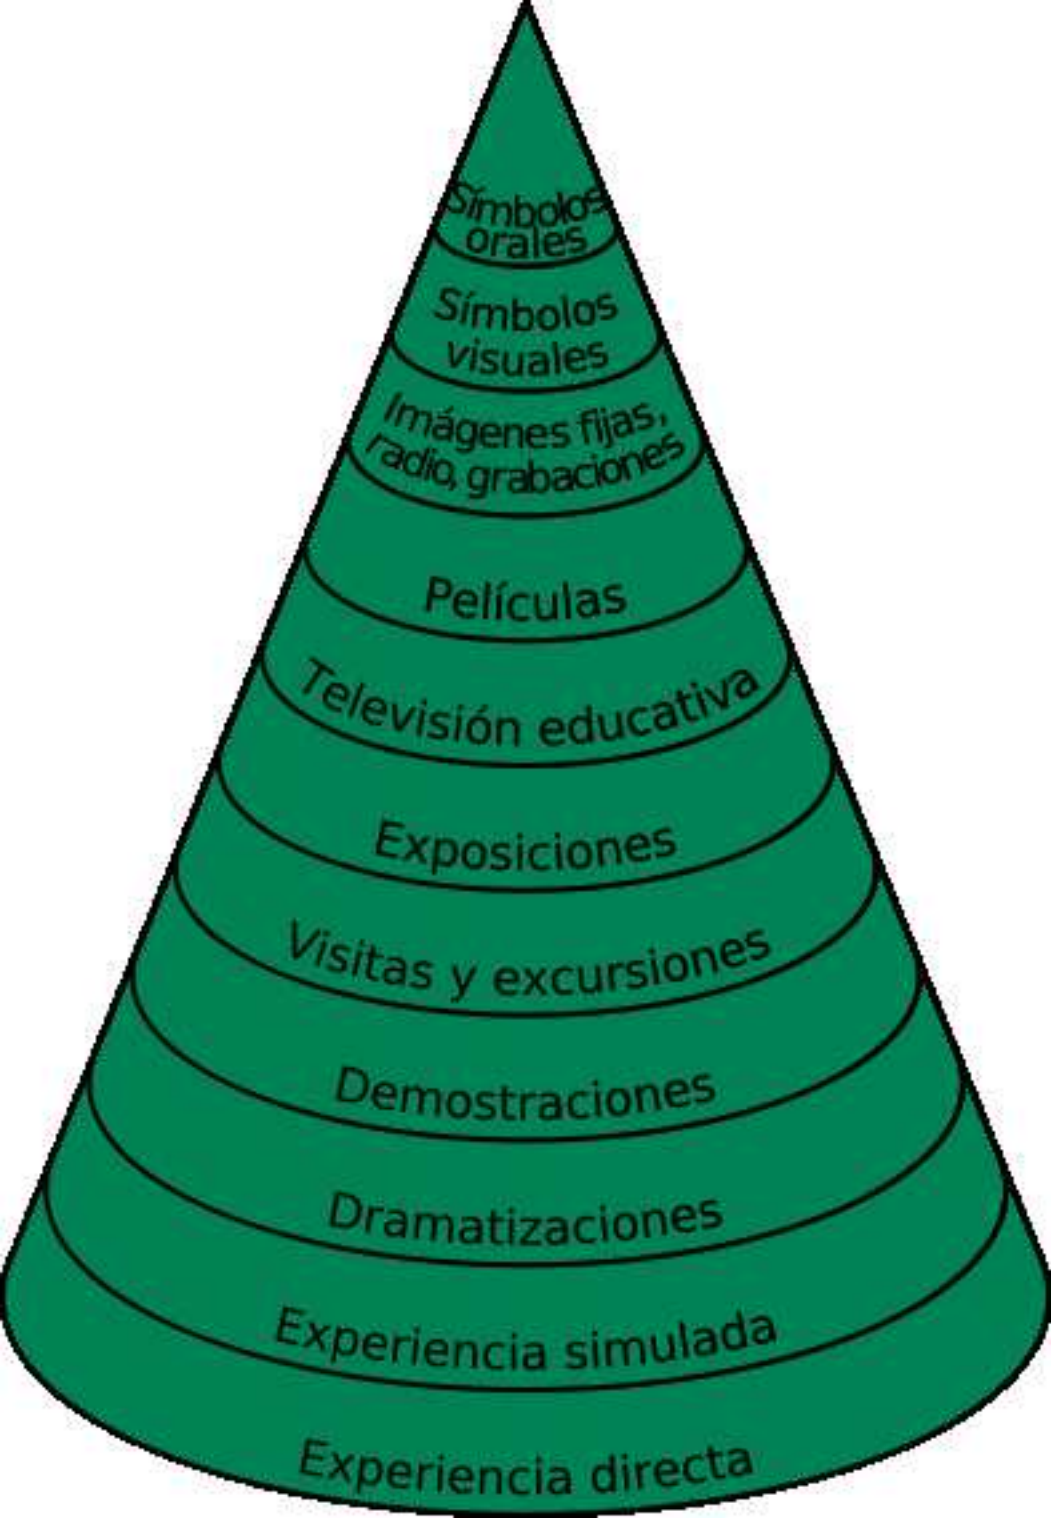 Símbolos
orales
Símbolos
visuales
Imágenes fijas,
radio, grabaciones
Películas
Televisión educativa
Exposiciones
Visitas y excursiones
Demostraciones
Dramatizaciones
Experiencia simulada
Experiencia directa